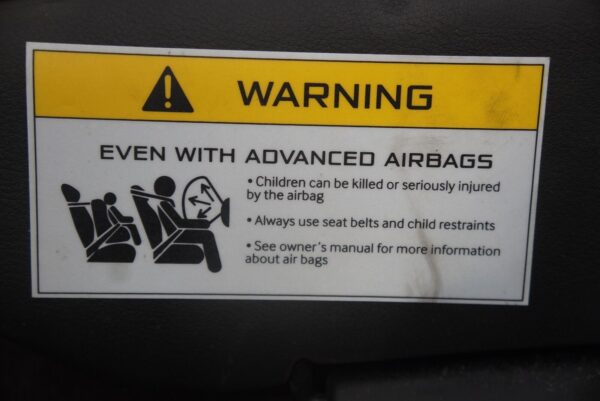 WARNING
EVEN WITH ADVANCED AIRBAGS
• Children can be killed or seriously injured
by the airbag
• Always use seat belts and child restraints
• See owner's manual for more information
about air bags